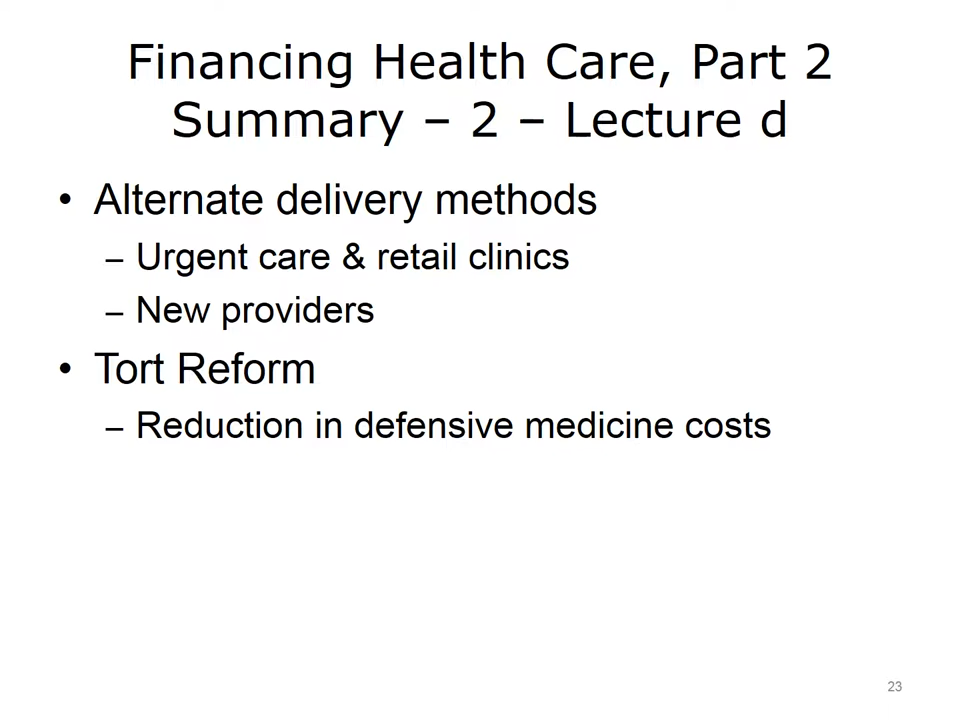 Financing Health Care, Part 2
Summary – 2 – Lecture d
• Alternate delivery methods
– Urgent care & retail clinics
– New providers
• Tort Reform
– Reduction in defensive medicine costs
23